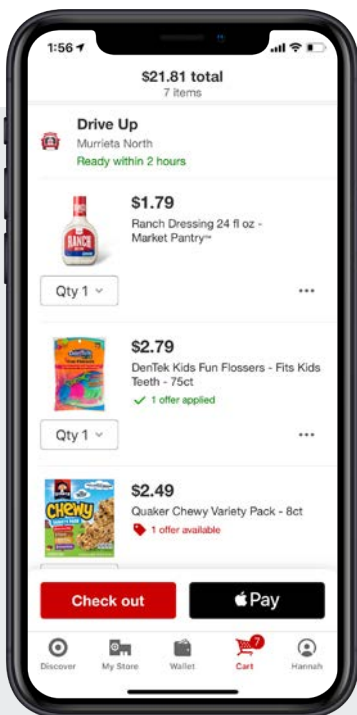 1:56
$21.81 total
7 items
Drive Up
Murrieta North
Ready within 2 hours
$1.79
Ranch Dressing 24 fl oz -
Market Pantry™
RANCH
Qty 1
$2.79
DenTek Kids Fun Flossers - Fits Kids
Teeth - 75ct
1 offer applied
DenTek
Qty 1
$2.49
Quaker Chewy Variety Pack - 8ct
1 offer available
CHEWY
Check out
Pay
Discover
My Store
Wallet
7
Cart
Hannah